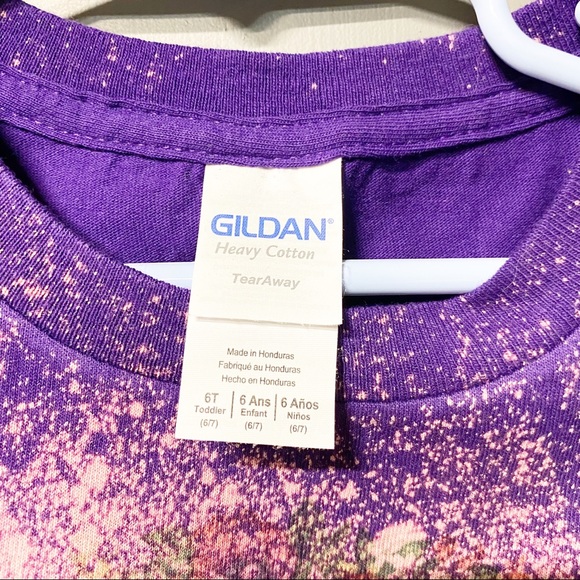 GILDAN®
Heavy Cotton
TearAway
Made in Honduras
Fabriqué au Honduras
Hecho en Honduras
6T | 6 Ans | 6 Años
Toddler | Enfant | Niños
(6/7) | (6/7) | (6/7)